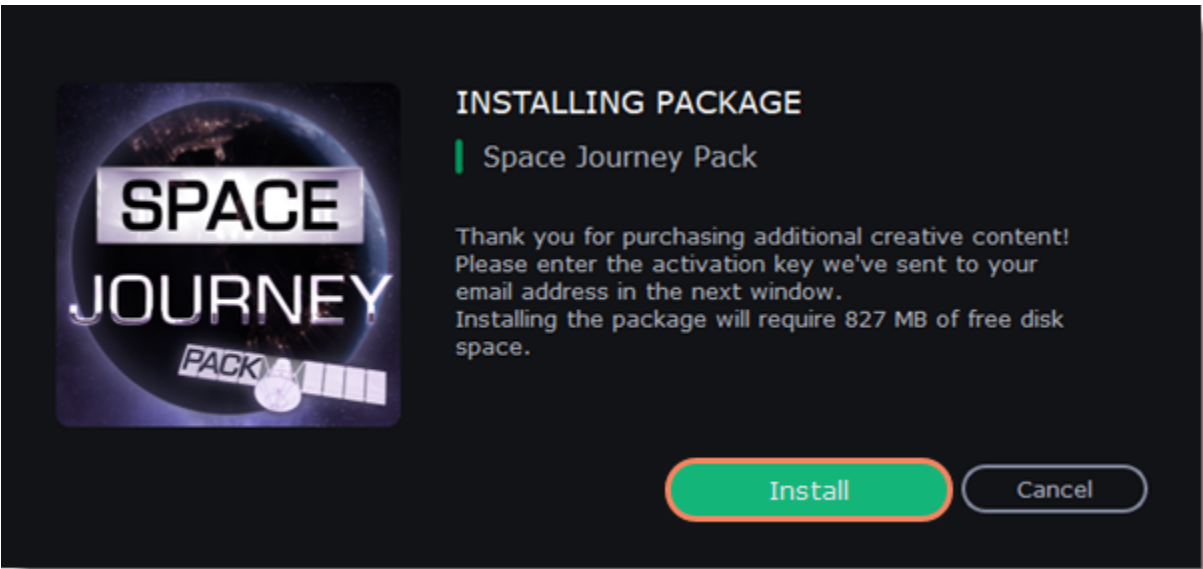 SPACE
JOURNEY
PACK
INSTALLING PACKAGE
Space Journey Pack
Thank you for purchasing additional creative content!
Please enter the activation key we've sent to your
email address in the next window.
Installing the package will require 827 MB of free disk
space.
Install
Cancel